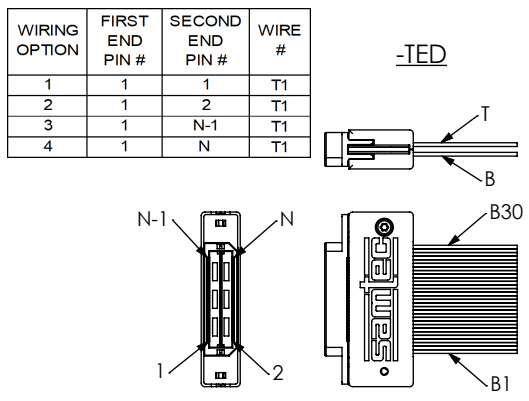 WIRING OPTION FIRST END PIN # SECOND END PIN # WIRE #
1 1 1 T1
2 1 2 T1
3 1 N-1 T1
4 1 N T1
-TED
T
B
N-1 N
1 2
B30
samtec
B1